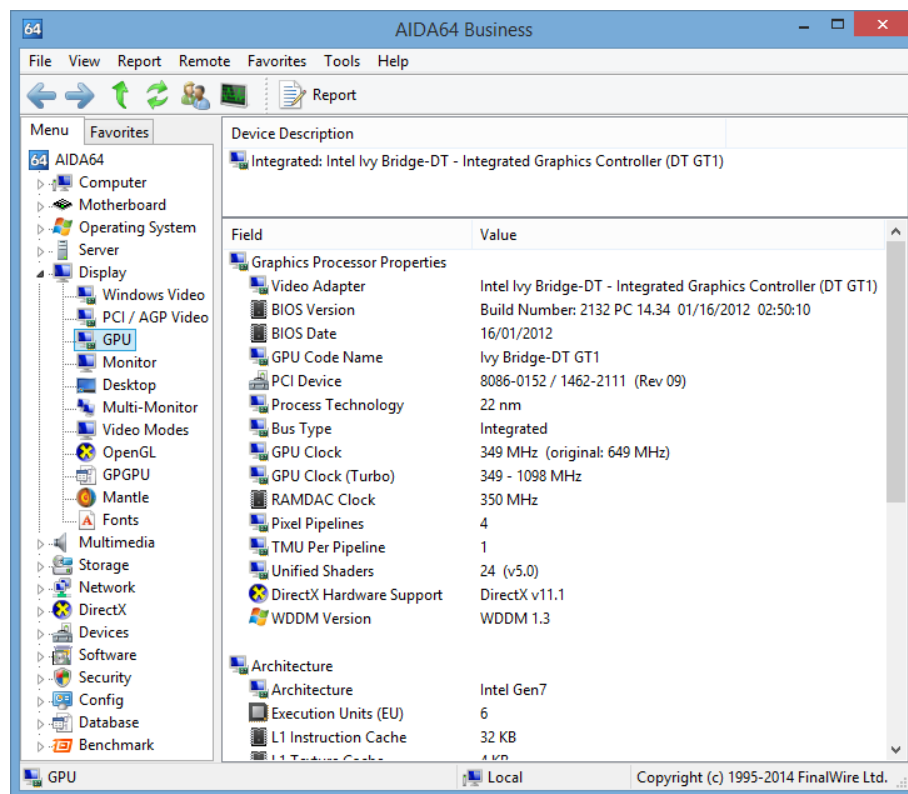 64 AIDA64 Business
File View Report Remote Favorites Tools Help
Report
Menu Favorites
64 AIDA64
Computer
Motherboard
Operating System
Server
Display
Windows Video
PCI / AGP Video
GPU
Monitor
Desktop
Multi-Monitor
Video Modes
OpenGL
GPGPU
Mantle
A Fonts
Multimedia
Storage
Network
DirectX
Devices
Software
Security
Config
Database
Benchmark
Device Description
Integrated: Intel Ivy Bridge-DT - Integrated Graphics Controller (DT GT1)
Field Value
Graphics Processor Properties
Video Adapter Intel Ivy Bridge-DT - Integrated Graphics Controller (DT GT1)
BIOS Version Build Number: 2132 PC 14.34 01/16/2012 02:50:10
BIOS Date 16/01/2012
GPU Code Name Ivy Bridge-DT GT1
PCI Device 8086-0152 / 1462-2111 (Rev 09)
Process Technology 22 nm
Bus Type Integrated
GPU Clock 349 MHz (original: 649 MHz)
GPU Clock (Turbo) 349 - 1098 MHz
RAMDAC Clock 350 MHz
Pixel Pipelines 4
TMU Per Pipeline 1
Unified Shaders 24 (v5.0)
DirectX Hardware Support DirectX v11.1
WDDM Version WDDM 1.3
Architecture
Architecture Intel Gen7
Execution Units (EU) 6
L1 Instruction Cache 32 KB
L1 Texture Cache 4 KB
GPU Local Copyright (c) 1995-2014 FinalWire Ltd.